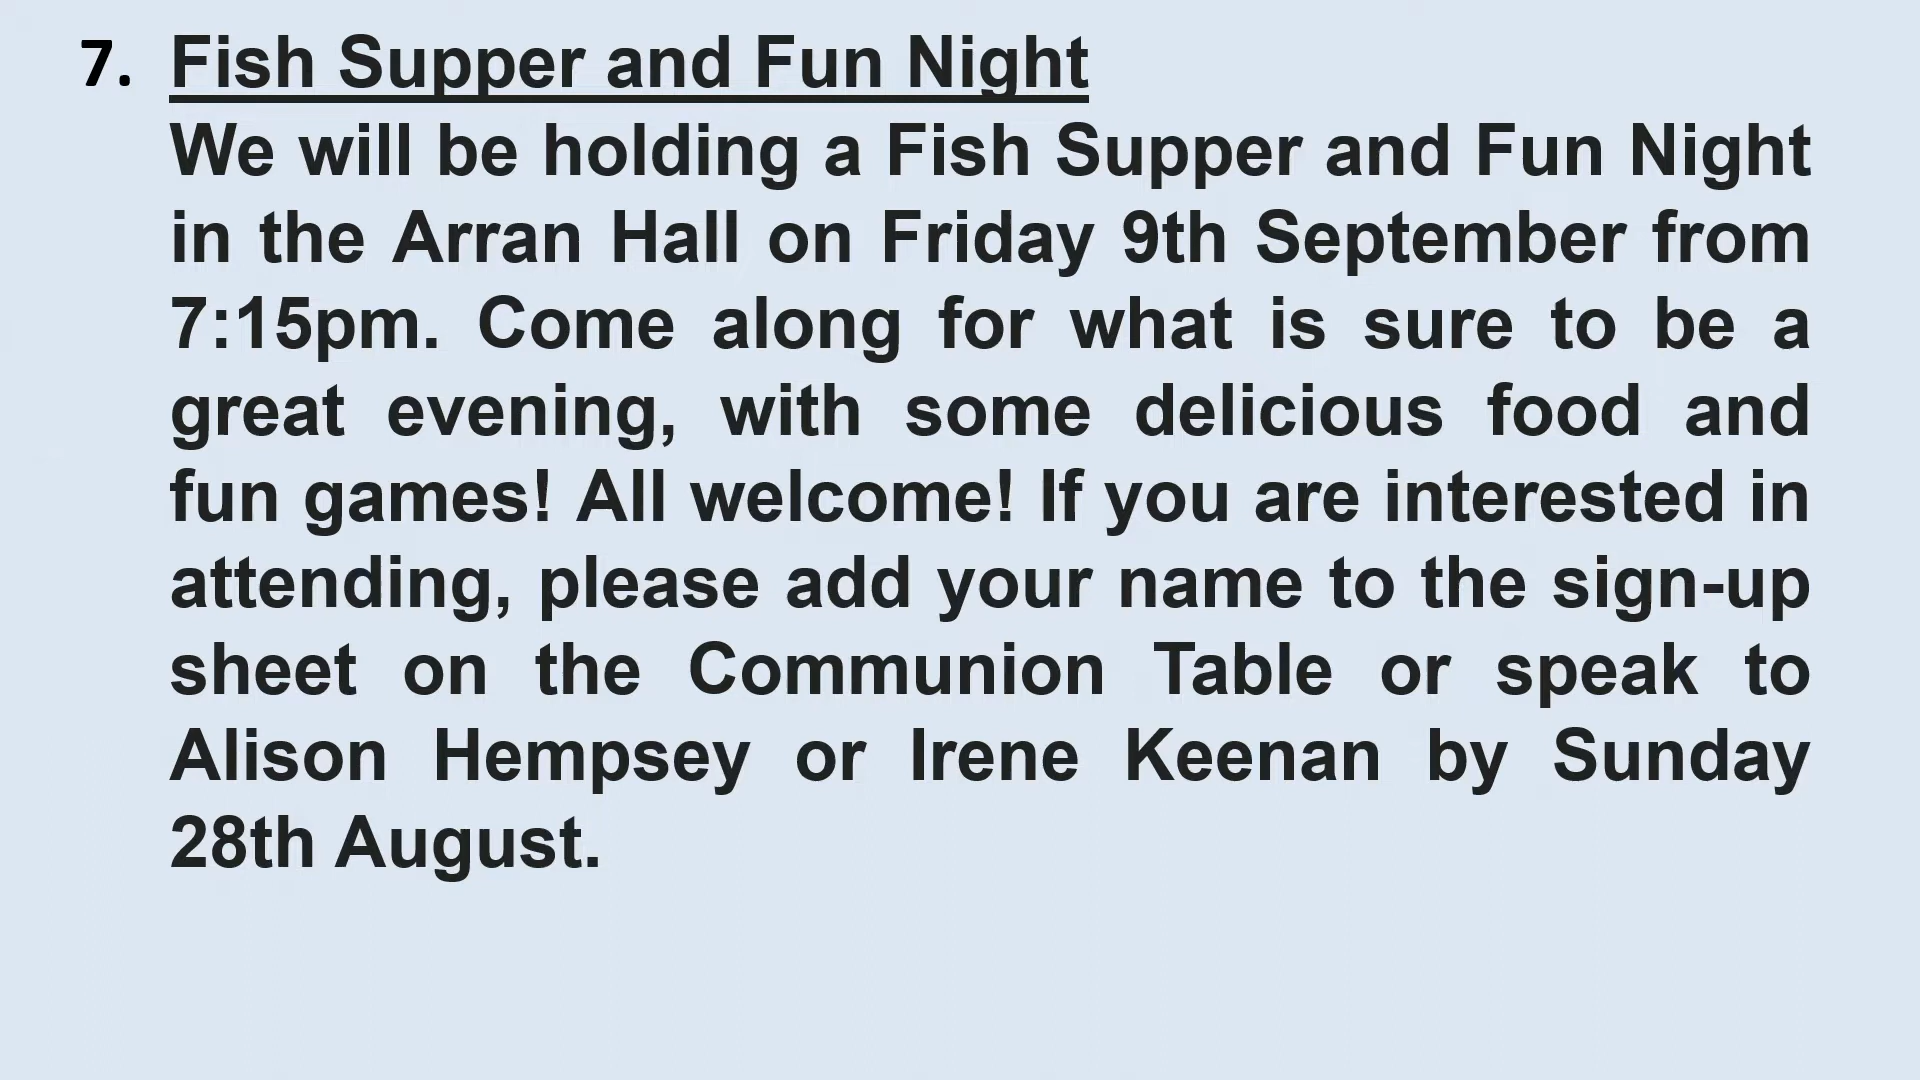 7. Fish Supper and Fun Night
We will be holding a Fish Supper and Fun Night
in the Arran Hall on Friday 9th September from
7:15pm. Come along for what is sure to be a
great evening, with some delicious food and
fun games! All welcome! If you are interested in
attending, please add your name to the sign-up
sheet on the Communion Table or speak to
Alison Hempsey or Irene Keenan by Sunday
28th August.